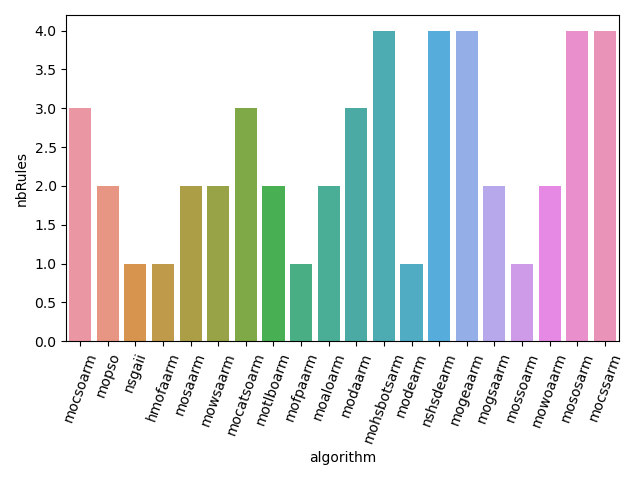 4.0
3.5
3.0
2.5
2.0
1.5
1.0
0.5
0.0
nbRules
mocsoarm
mopso
nsgaii
hmofaarm
mosaarm
mowsaarm
mocatsoarm
motlboarm
mofpaarm
moaloarm
modaarm
mohsbotsarm
modearm
nshsdearm
mogeaarm
mogsaarm
mossoarm
mowoaarm
mososarm
mocssarm
algorithm